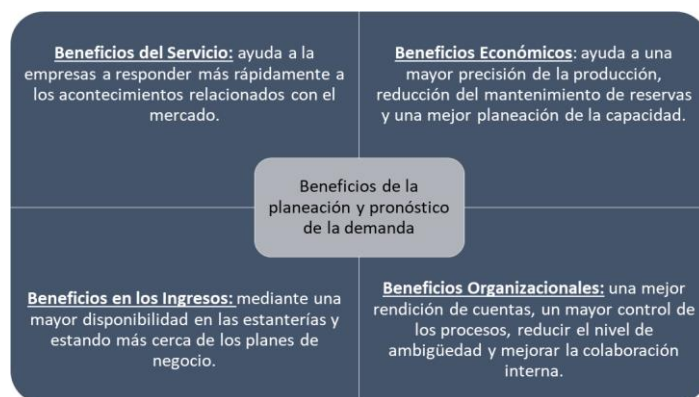 Beneficios del Servicio: ayuda a la
empresas a responder más rápidamente a
los acontecimientos relacionados con el
mercado.
Beneficios Económicos: ayuda a una
mayor precisión de la producción,
reducción del mantenimiento de reservas
y una mejor planeación de la capacidad.
Beneficios de la
planeación y pronóstico
de la demanda
Beneficios en los Ingresos: mediante una
mayor disponibilidad en las estanterías y
estando más cerca de los planes de
negocio.
Beneficios Organizacionales: una mejor
rendición de cuentas, un mayor control de
los procesos, reducir el nivel de
ambigüedad y mejorar la colaboración
interna.